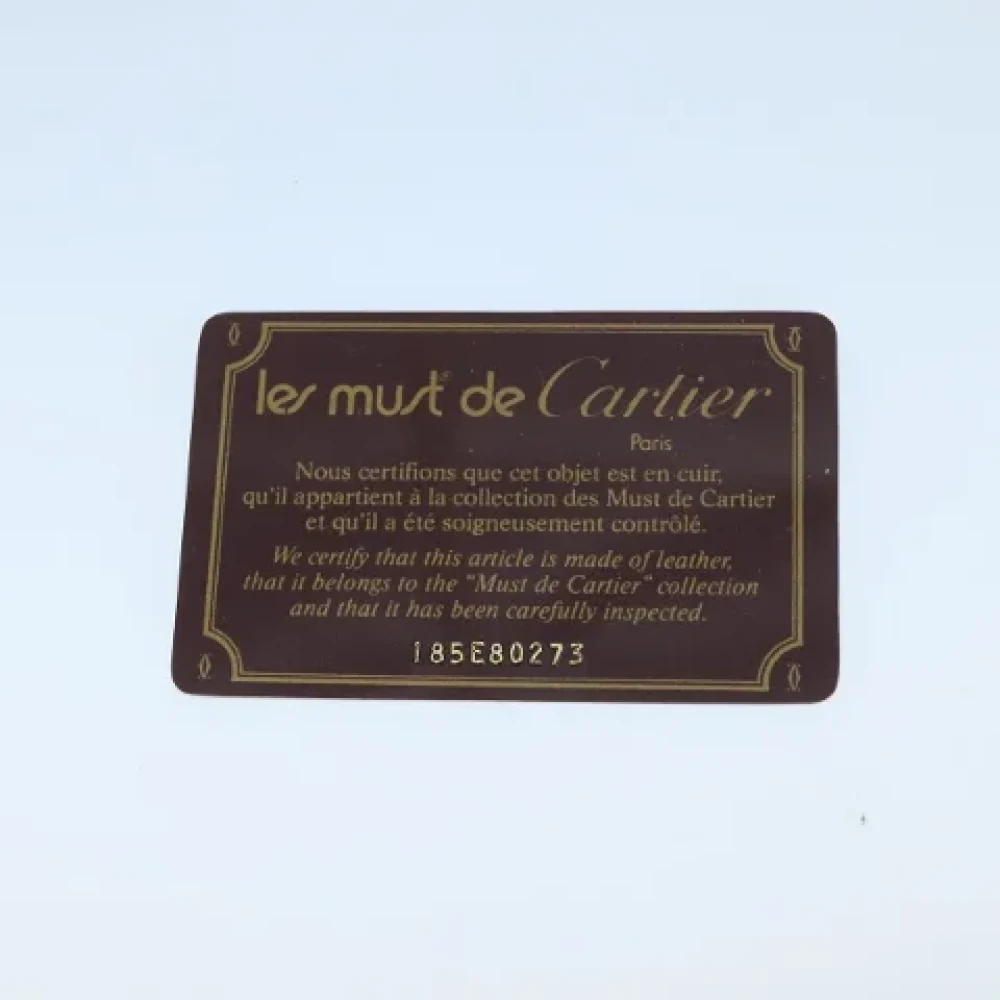 les must® de Cartier
Paris
Nous certifions que cet objet est en cuir,
qu'il appartient à la collection des Must de Cartier
et qu'il a été soigneusement contrôlé.
We certify that this article is made of leather,
that it belongs to the "Must de Cartier" collection
and that it has been carefully inspected.
185E80273